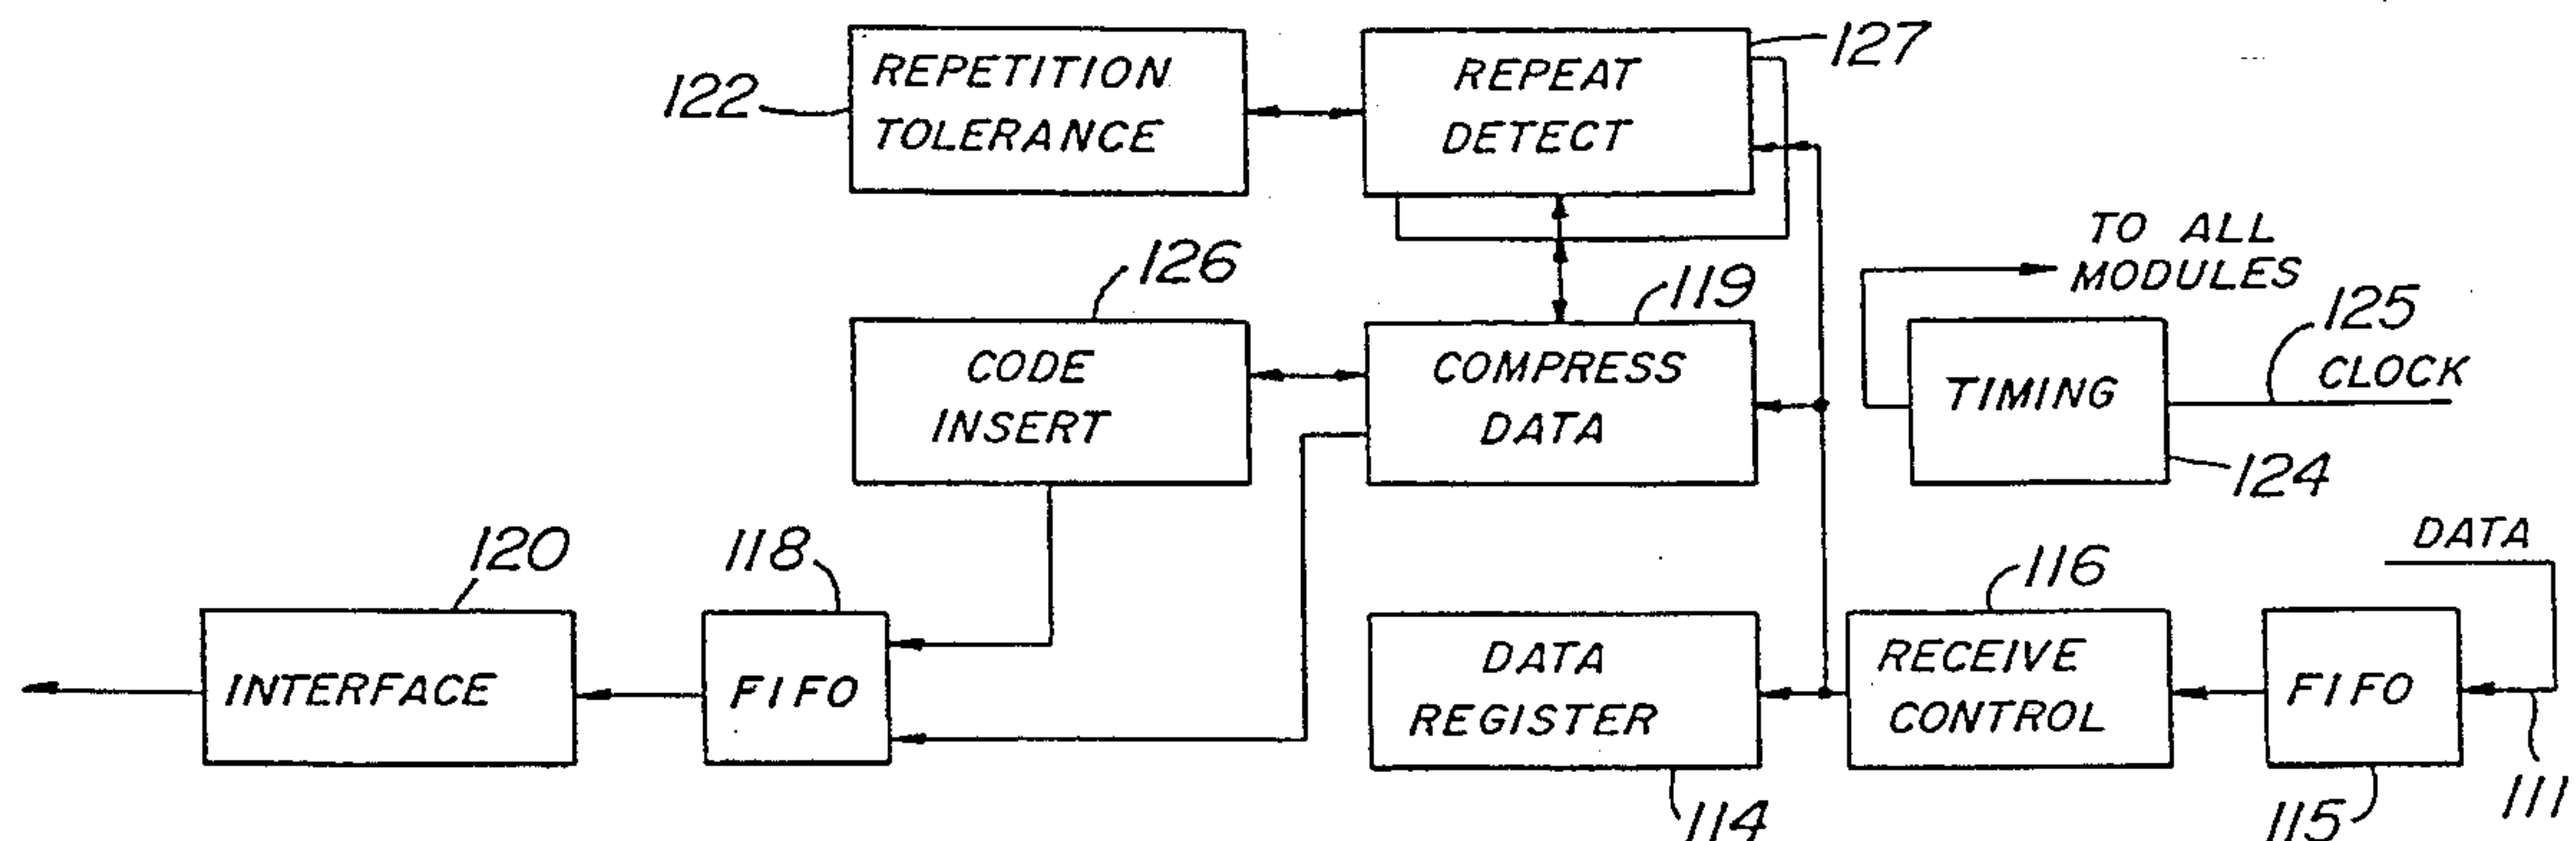 127
REPETITION
TOLERANCE
122
REPEAT
DETECT
TO ALL
MODULES
126
119
125
CLOCK
CODE
INSERT
COMPRESS
DATA
TIMING
124
DATA
120
118
116
INTERFACE
FIFO
DATA
REGISTER
RECEIVE
CONTROL
FIFO
111
114
115